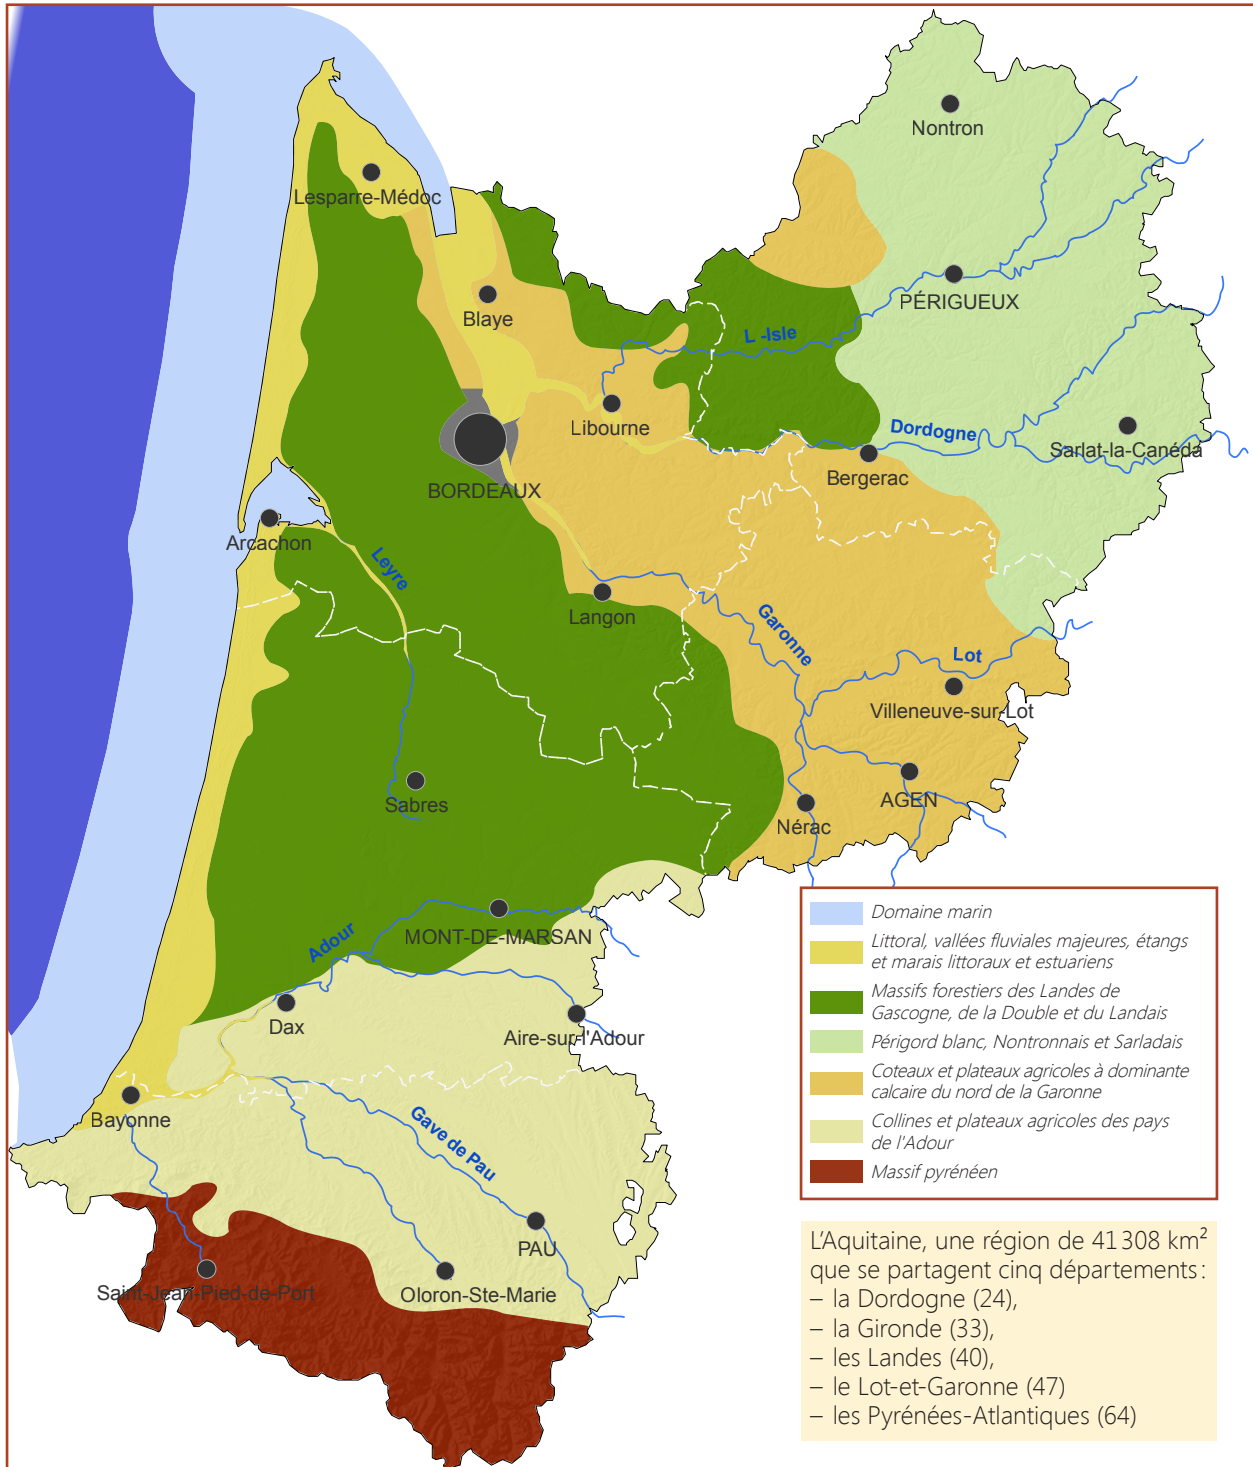 Nontron
Lesparre-Médoc
PÉRIGUEUX
Blaye
L -Isle
Libourne
Dordogne
Sarlat-la-Canéda
Bergerac
BORDEAUX
Arcachon
Leyre
Langon
Garonne
Lot
Villeneuve-sur-Lot
AGEN
Sabres
Nérac
MONT-DE-MARSAN
Adour
Dax
Aire-sur-l'Adour
Bayonne
Gave de Pau
PAU
Saint-Jean-Pied-de-Port
Oloron-Ste-Marie
Domaine marin
Littoral, vallées fluviales majeures, étangs
et marais littoraux et estuariens
Massifs forestiers des Landes de
Gascogne, de la Double et du Landais
Périgord blanc, Nontronnais et Sarladais
Coteaux et plateaux agricoles à dominante
calcaire du nord de la Garonne
Collines et plateaux agricoles des pays
de l'Adour
Massif pyrénéen
L'Aquitaine, une région de 41 308 km²
que se partagent cinq départements :
– la Dordogne (24),
– la Gironde (33),
– les Landes (40),
– le Lot-et-Garonne (47)
– les Pyrénées-Atlantiques (64)